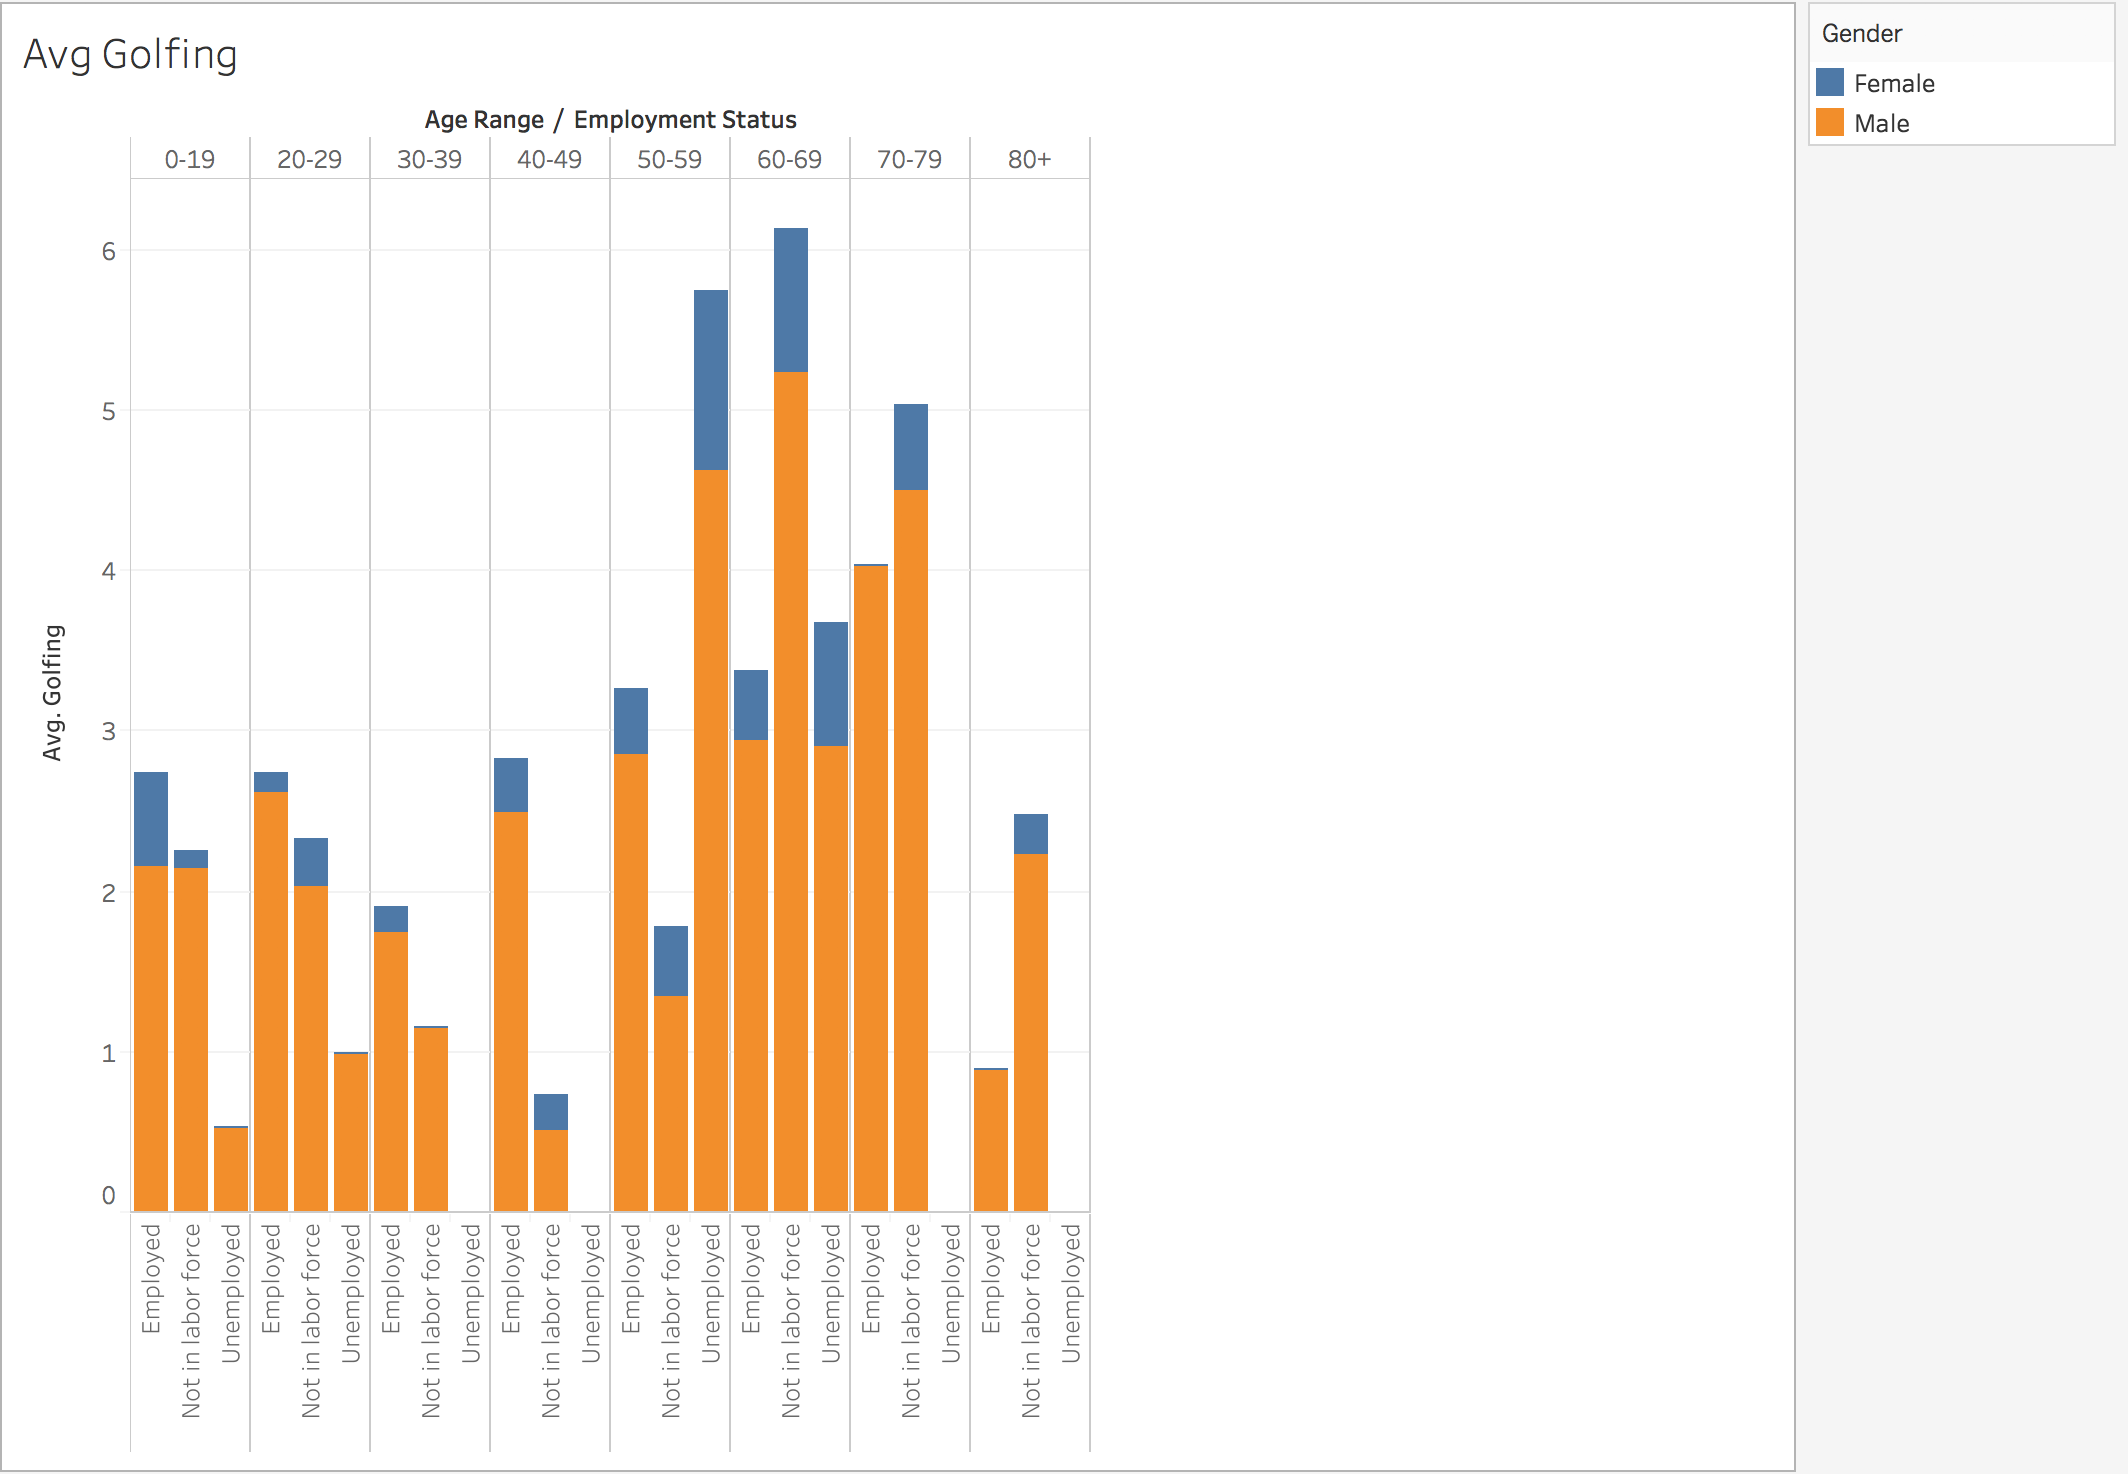 Avg Golfing
Age Range / Employment Status
0-19 20-29 30-39 40-49 50-59 60-69 70-79 80+
6
5
4
3
2
1
0
Avg. Golfing
Employed Not in labor force Unemployed Employed Not in labor force Unemployed Employed Not in labor force Unemployed Employed Not in labor force Unemployed Employed Not in labor force Unemployed Employed Not in labor force Unemployed Employed Not in labor force Unemployed Employed Not in labor force Unemployed
Gender
Female
Male